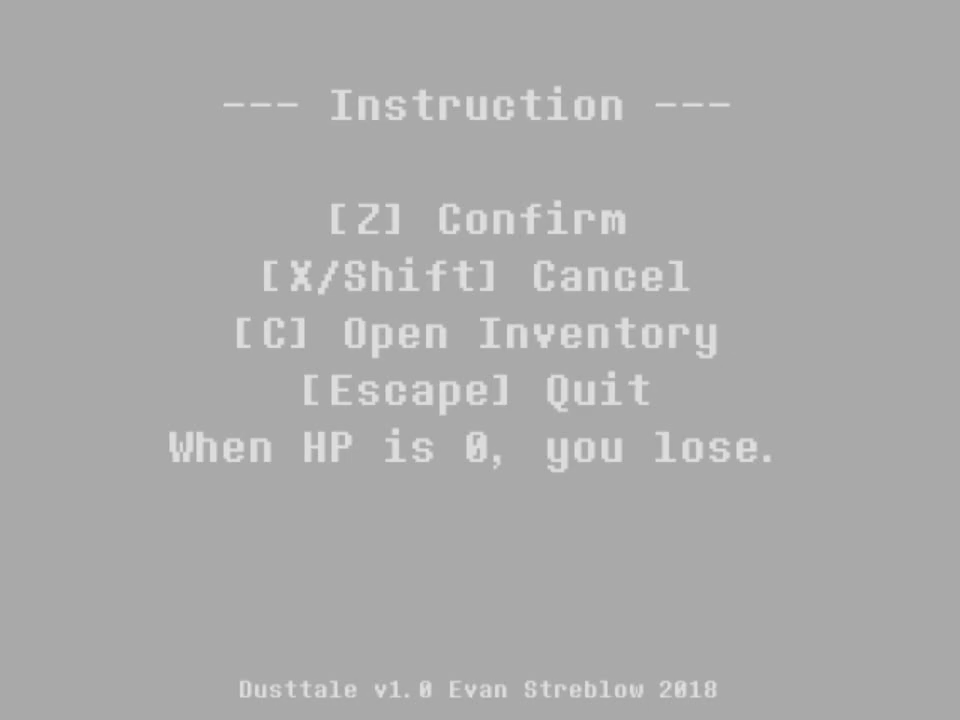 --- Instruction ---
[Z] Confirm
[X/Shift] Cancel
[C] Open Inventory
[Escape] Quit
When HP is 0, you lose.
Dusttale v1.0 Evan Streblow 2018